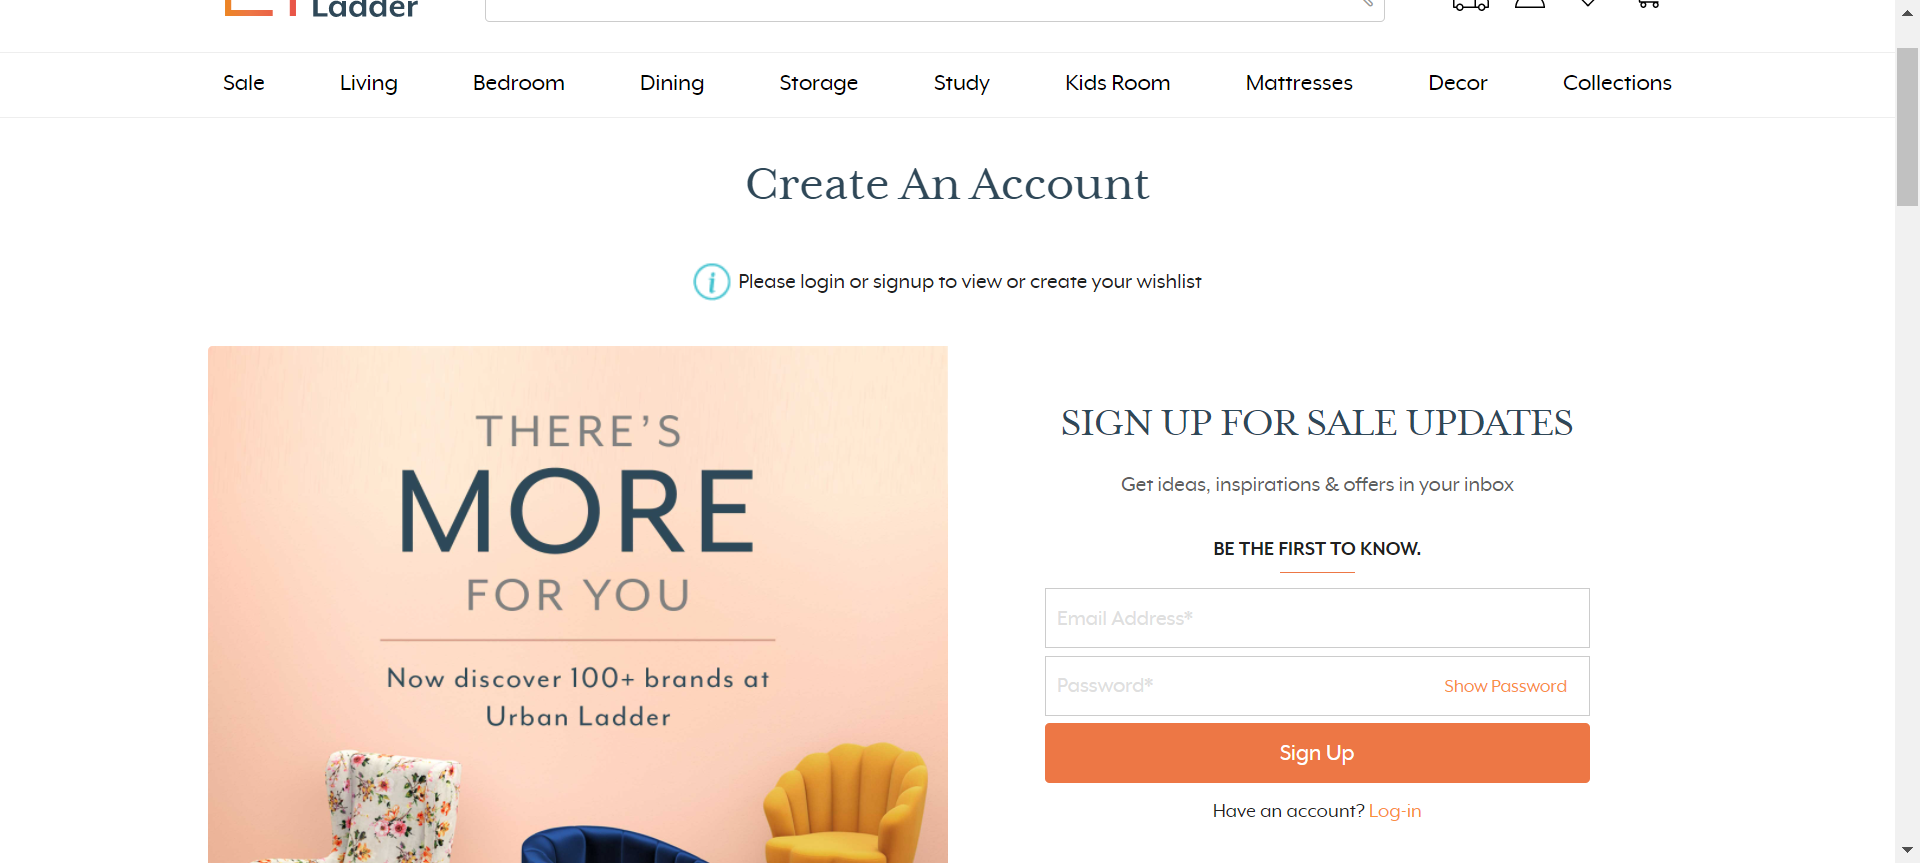 Ladder
Sale Living Bedroom Dining Storage Study Kids Room Mattresses Decor Collections
Create An Account
i Please login or signup to view or create your wishlist
THERE'S
MORE
FOR YOU
Now discover 100+ brands at
Urban Ladder
SIGN UP FOR SALE UPDATES
Get ideas, inspirations & offers in your inbox
BE THE FIRST TO KNOW.
Email Address*
Password* Show Password
Sign Up
Have an account? Log-in